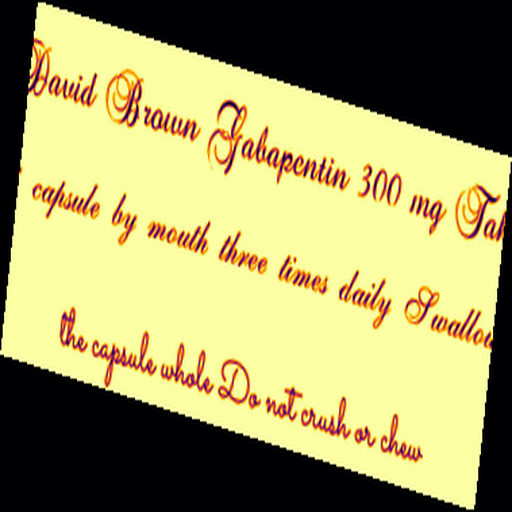 David Brown Gabapentin 300 mg
capsule by mouth three times daily
the capsule whole Do not crush or chew